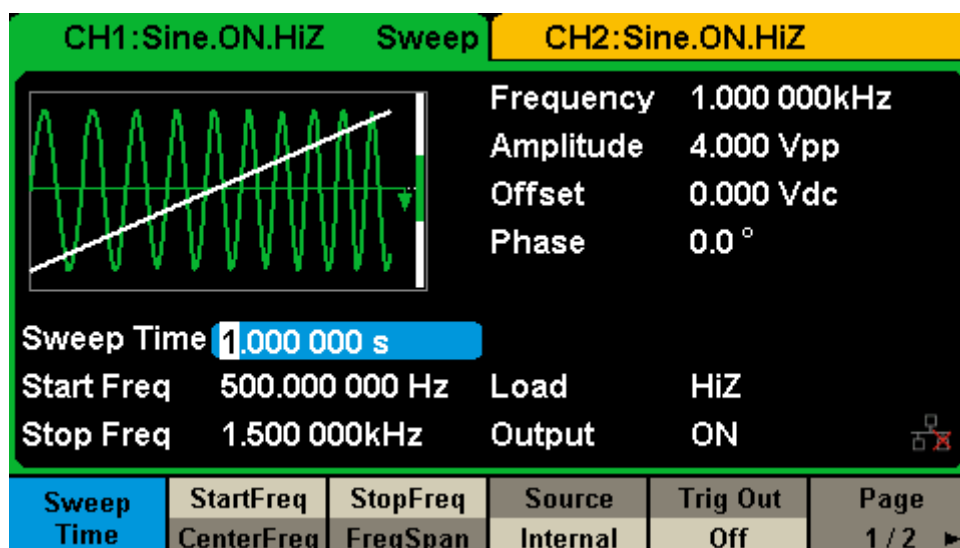 CH1:Sine.ON.HiZ Sweep CH2:Sine.ON.HiZ
Frequency 1.000 000kHz
Amplitude 4.000 Vpp
Offset 0.000 Vdc
Phase 0.0 °
Sweep Time 1.000 000 s
Start Freq 500.000 000 Hz Load HiZ
Stop Freq 1.500 000kHz Output ON
Sweep Time StartFreq StopFreq Source Trig Out Page
CenterFreq FreqSpan Internal Off 1/2 ►